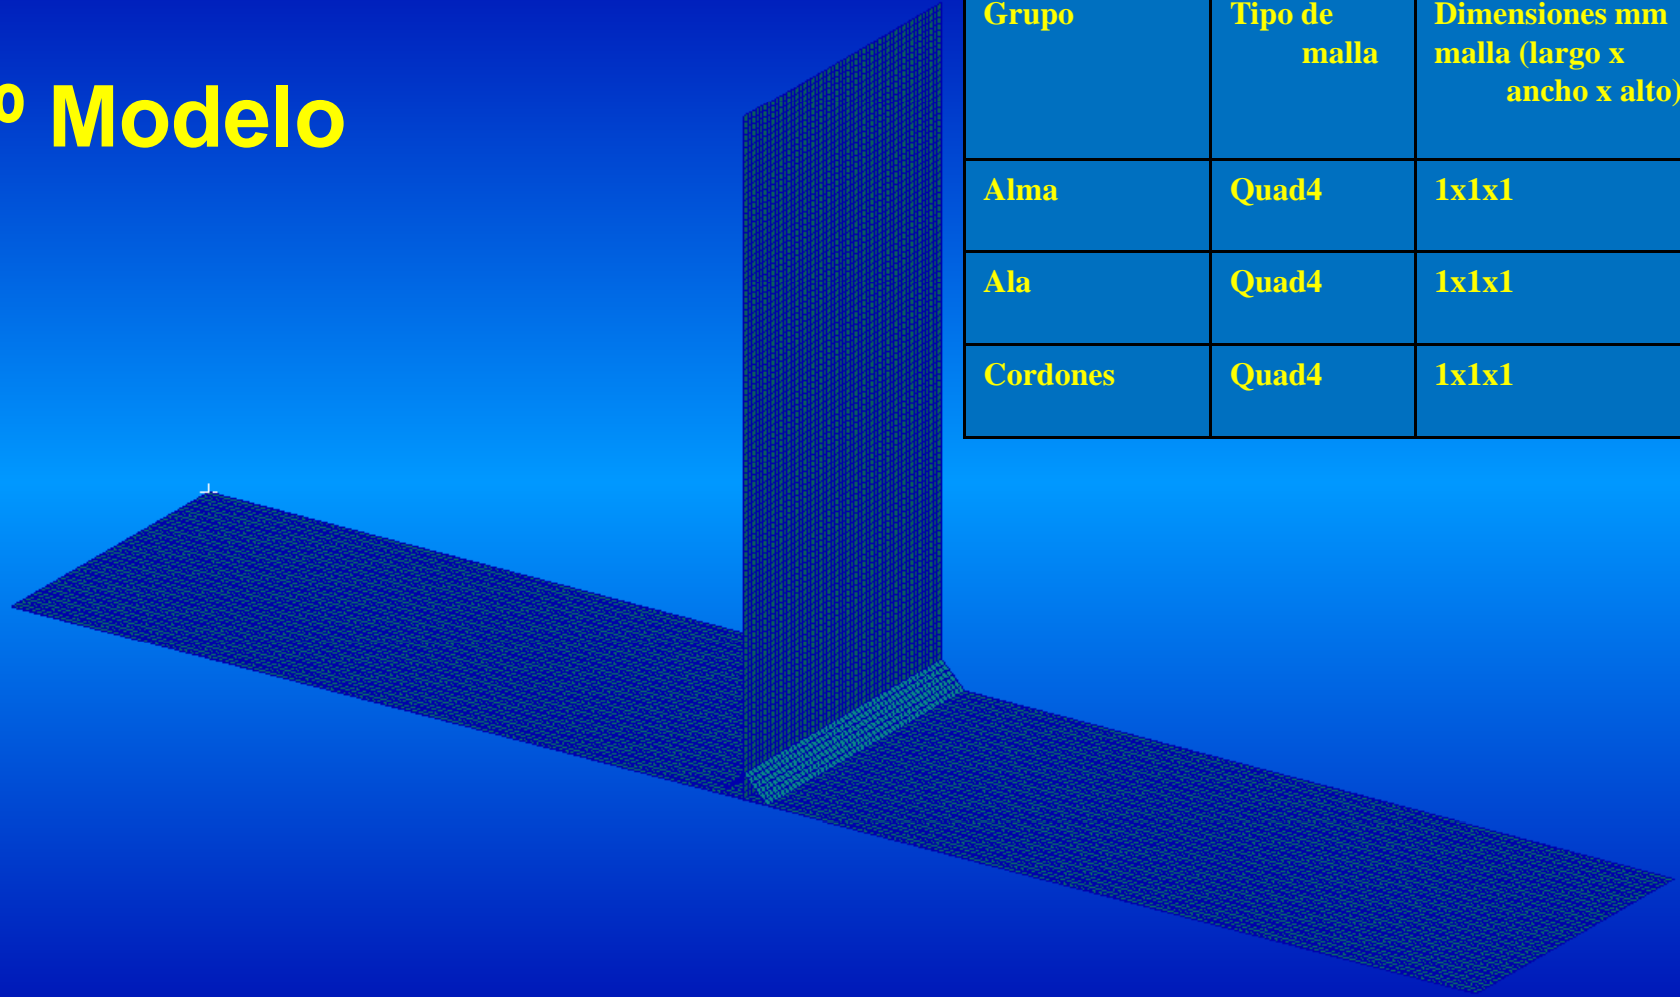 º Modelo
Grupo
Tipo de
malla
Dimensiones mm
malla (largo x
ancho x alto)
Alma
Quad4
1x1x1
Ala
Quad4
1x1x1
Cordones
Quad4
1x1x1